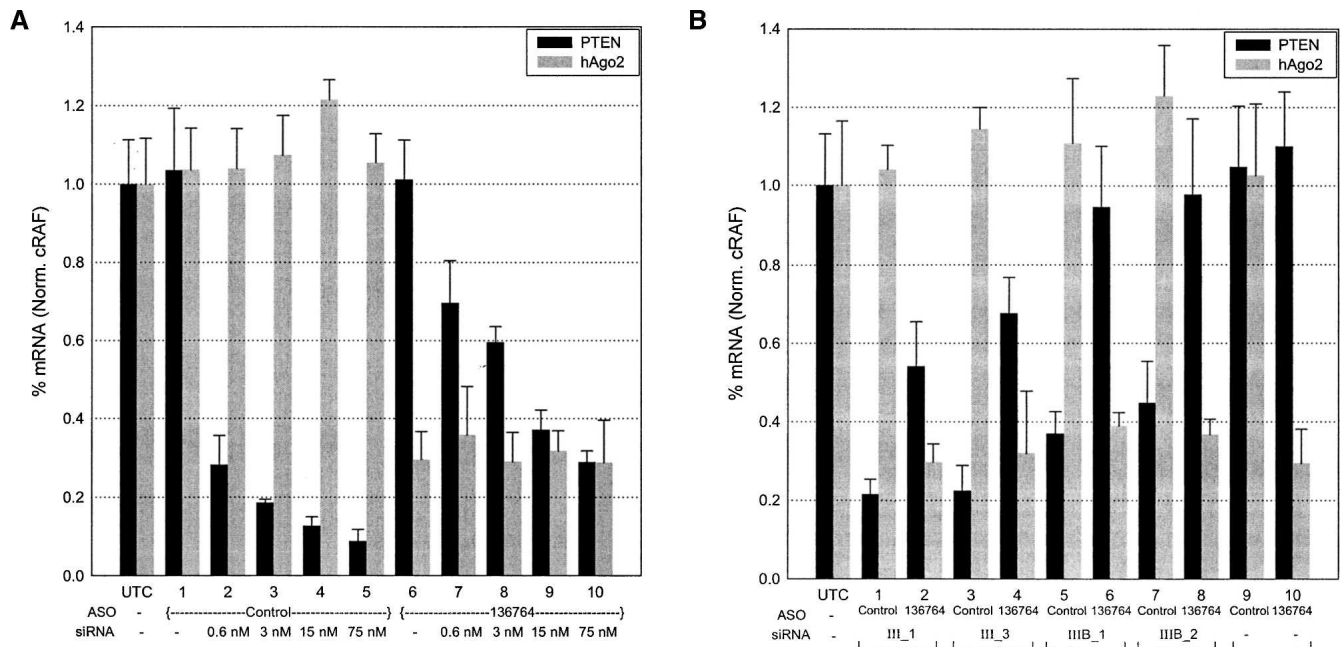 A
% mRNA (Norm. cRAF)
1.4
1.2
1.0
0.8
0.6
0.4
0.2
0.0
PTEN
hAgo2
UTC 1 2 3 4 5 6 7 8 9 10
ASO - {---Control---} {---136764---}
siRNA - - 0.6 nM 3 nM 15 nM 75 nM - 0.6 nM 3 nM 15 nM 75 nM
B
% mRNA (Norm. cRAF)
1.4
1.2
1.0
0.8
0.6
0.4
0.2
0.0
PTEN
hAgo2
UTC 1 2 3 4 5 6 7 8 9 10
ASO - Control 136764 Control 136764 Control 136764 Control 136764 Control 136764
siRNA - III_1 III_3 IIIB_1 IIIB_2 - -